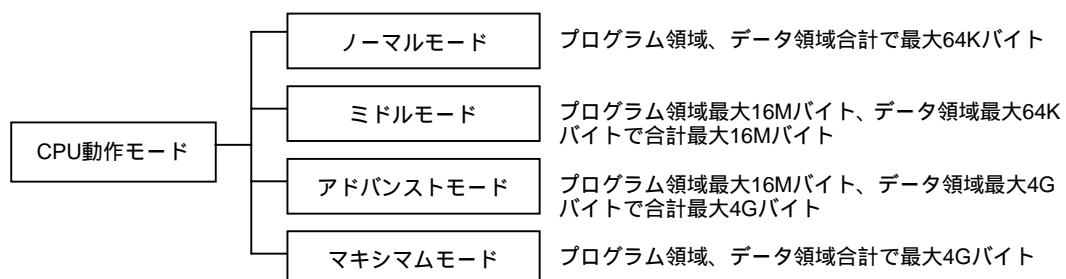 ノーマルモード
プログラム領域、データ領域合計で最大64Kバイト
ミドルモード
プログラム領域最大16Mバイト、データ領域最大64K
バイトで合計最大16Mバイト
CPU動作モード
アドバンストモード
プログラム領域最大16Mバイト、データ領域最大4G
バイトで合計最大4Gバイト
マキシマムモード
プログラム領域、データ領域合計で最大4Gバイト